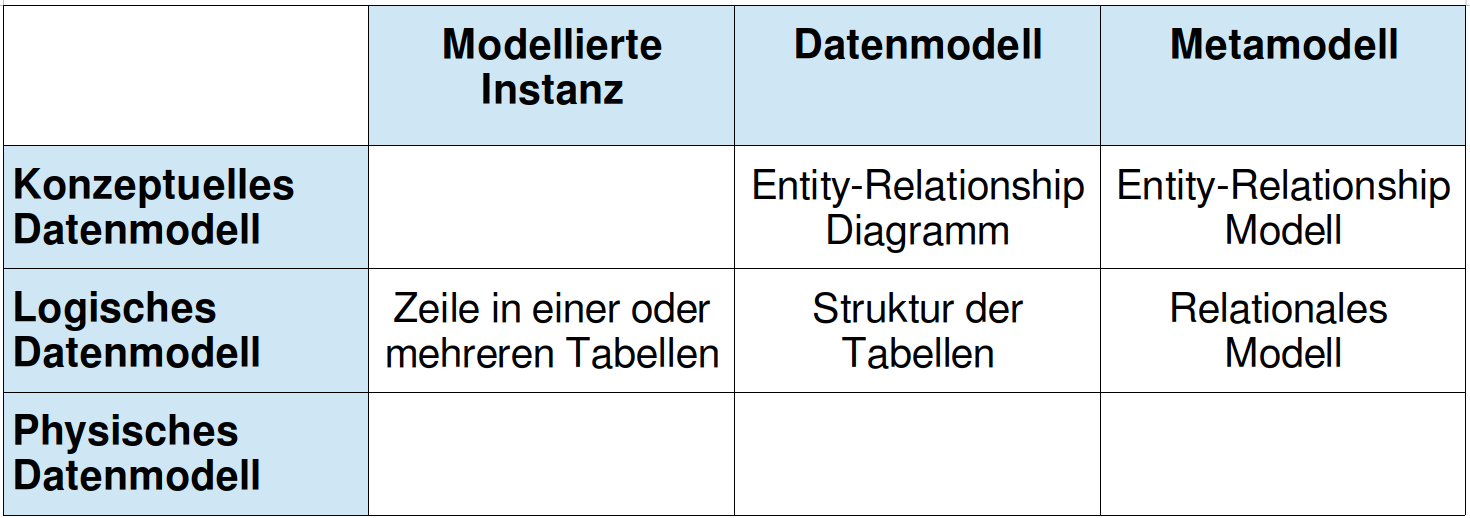 Modellierte
Instanz
Datenmodell
Metamodell
Konzeptuelles
Datenmodell
Entity-Relationship
Diagramm
Entity-Relationship
Modell
Logisches
Datenmodell
Zeile in einer oder
mehreren Tabellen
Struktur der
Tabellen
Relationales
Modell
Physisches
Datenmodell